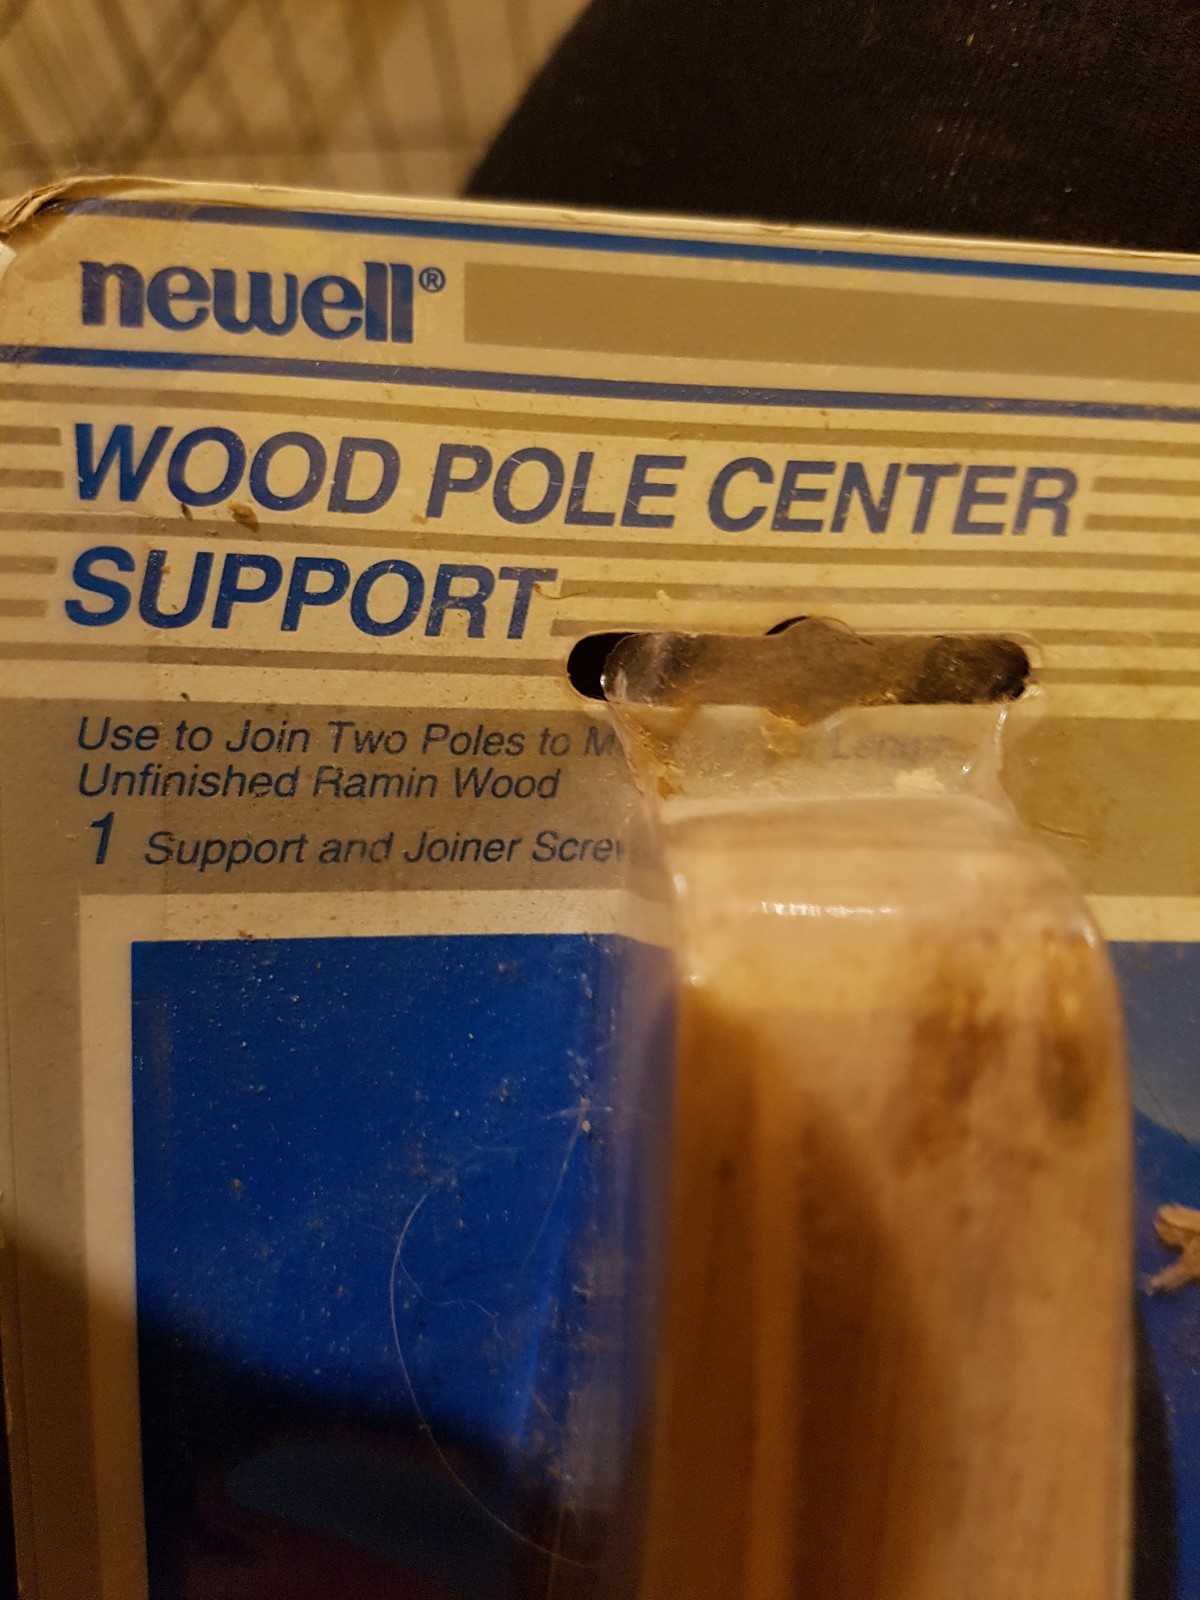 newell®
WOOD POLE CENTER
SUPPORT
Use to Join Two Poles to
Unfinished Ramin Wood
1 Support and Joiner